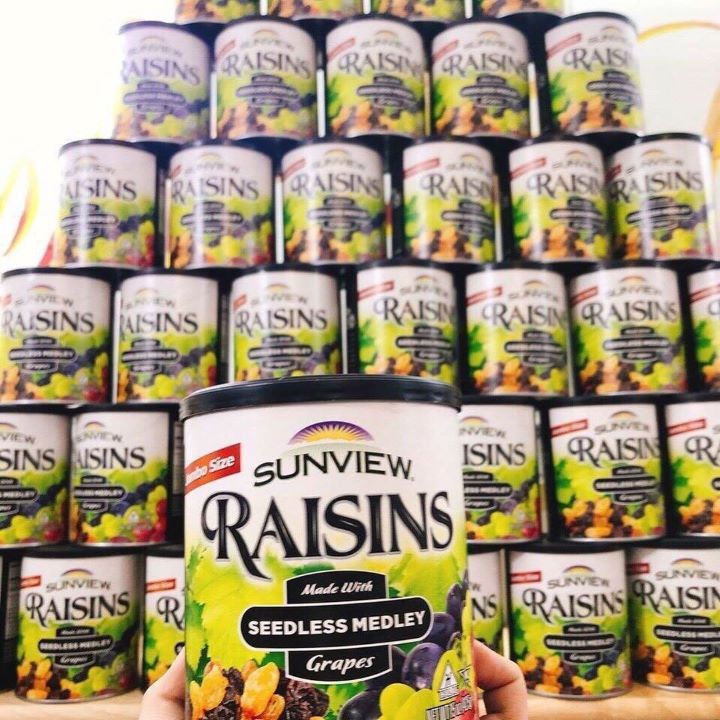 Jumbo Size
SUNVIEW
RAISINS
Made With
SEEDLESS MEDLEY
Grapes